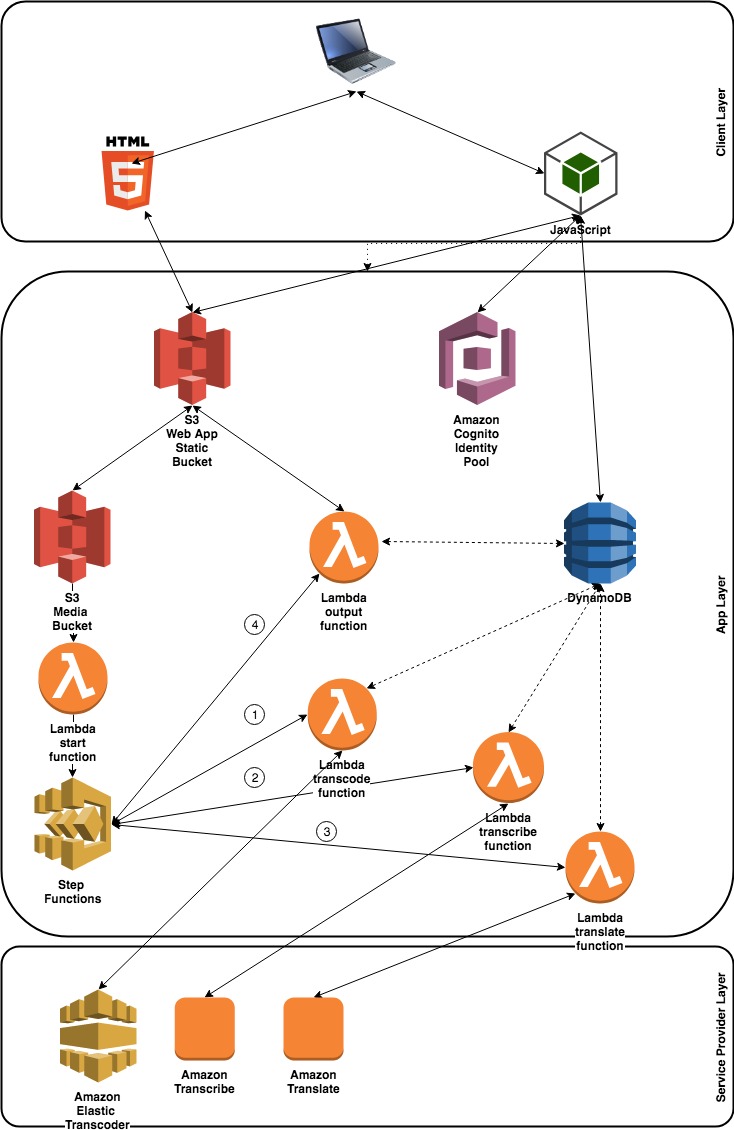 Client Layer
HTML
5
JavaScript
S3
Web App
Static
Bucket
Amazon
Cognito
Identity
Pool
S3
Media
Bucket
λ
Lambda
output
function
DynamoDB
App Layer
4
λ
Lambda
start
function
1
λ
Lambda
transcode
function
2
λ
Lambda
transcribe
function
3
Step
Functions
λ
Lambda
translate
function
Service Provider Layer
Amazon
Elastic
Transcoder
Amazon
Transcribe
Amazon
Translate